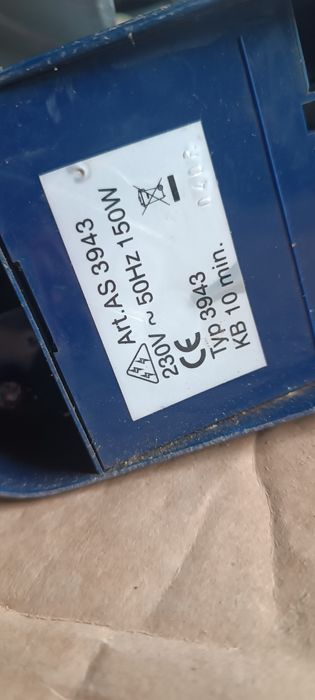 Art.AS 3943
230V ~ 50Hz 150W
CE
Typ 3943
KB 10 min.